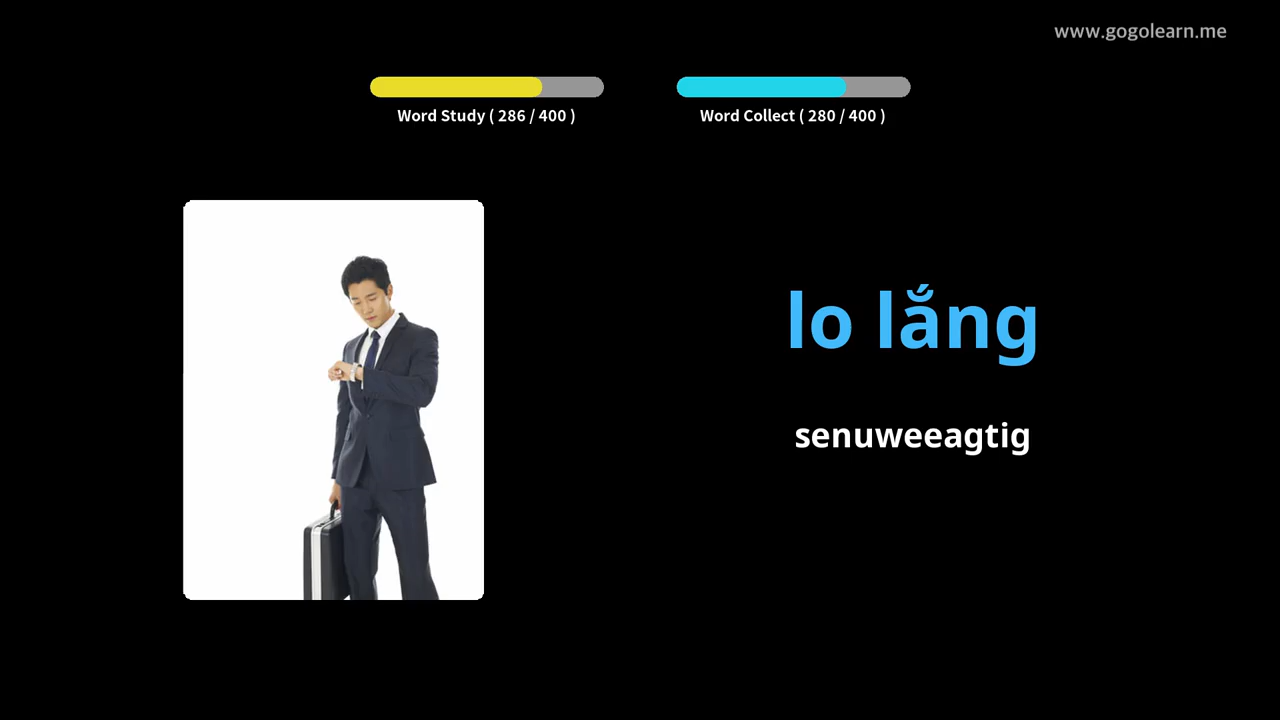 www.gogolearn.me
Word Study ( 286 / 400 )
Word Collect ( 280 / 400 )
lo lắng
senuweeagtig